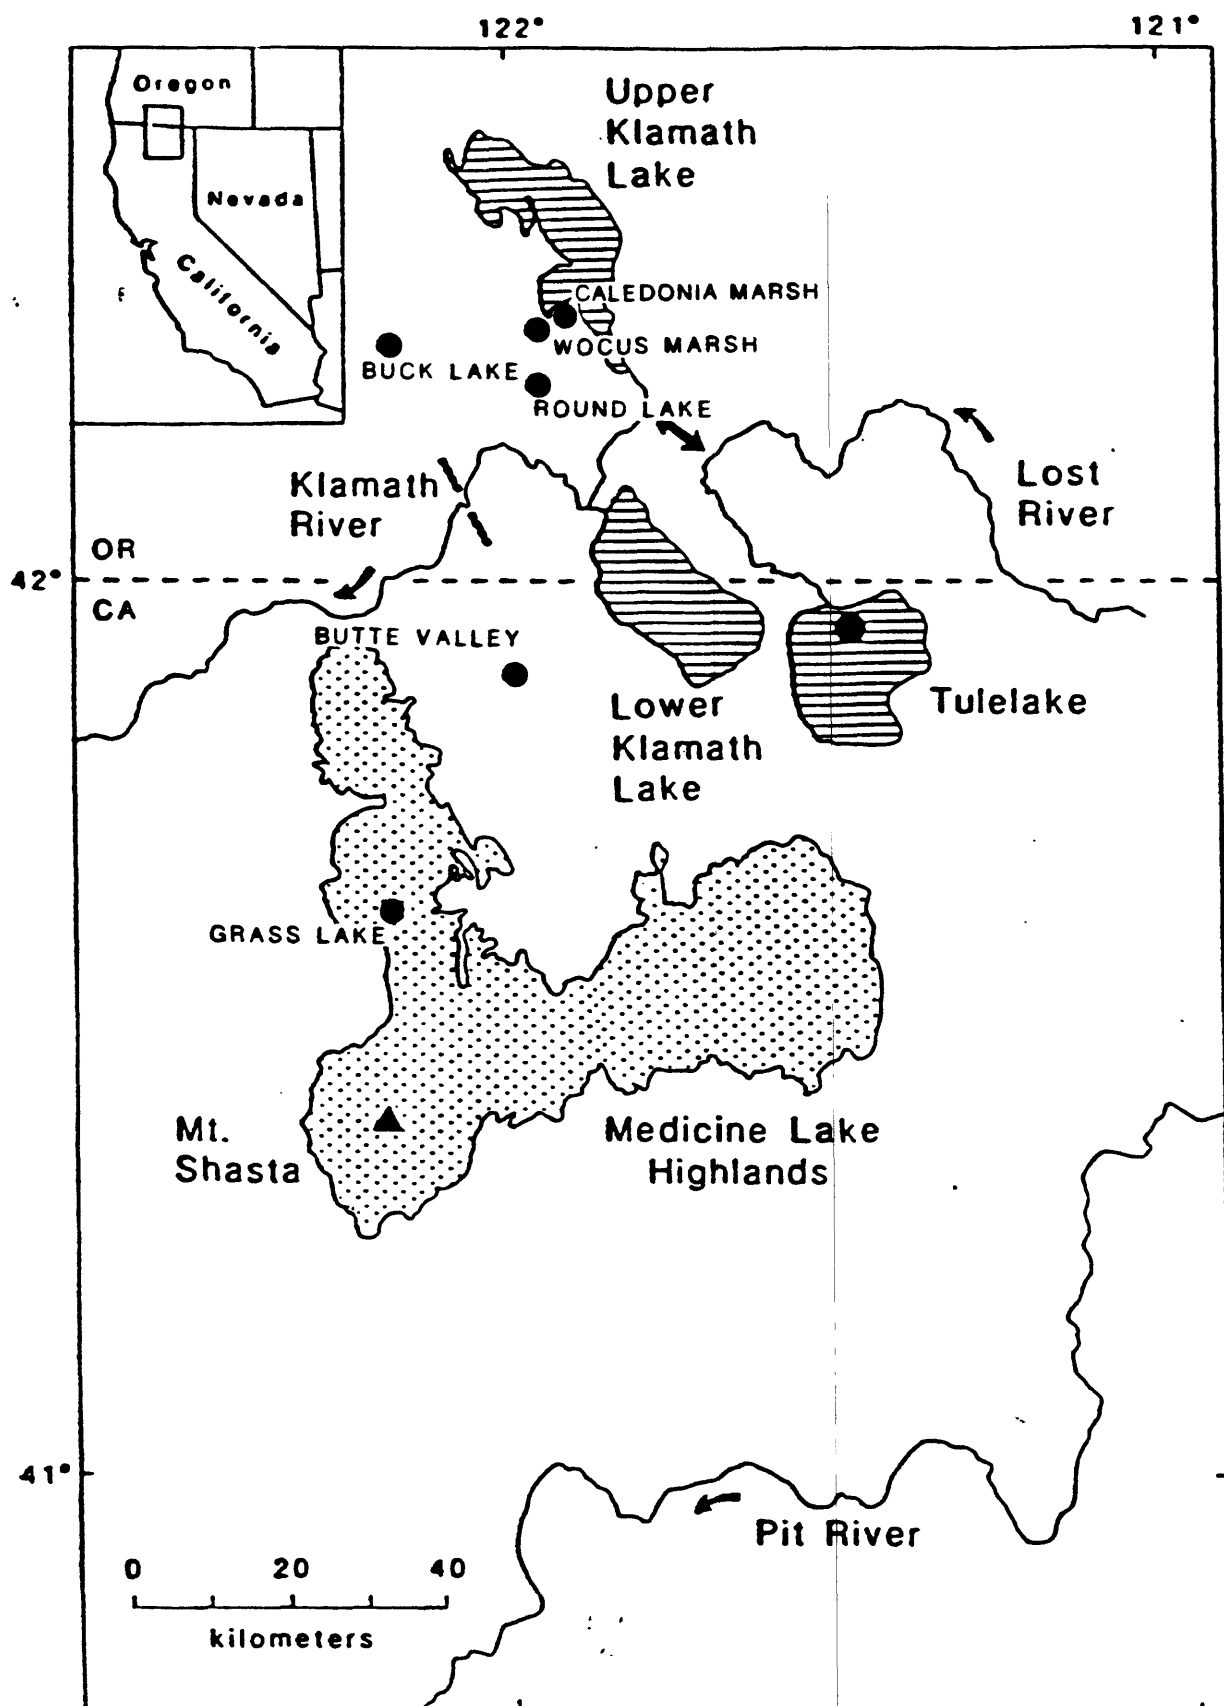 122°
121°
Oregon
Nevada
California
Upper
Klamath
Lake
CALEDONIA MARSH
WOCUS MARSH
BUCK LAKE
ROUND LAKE
Klamath
River
Lost
River
OR
42°
CA
BUTTE VALLEY
Lower
Klamath
Lake
Tulelake
GRASS LAKE
Mt.
Shasta
Medicine Lake
Highlands
41°
Pit River
0 20 40
kilometers